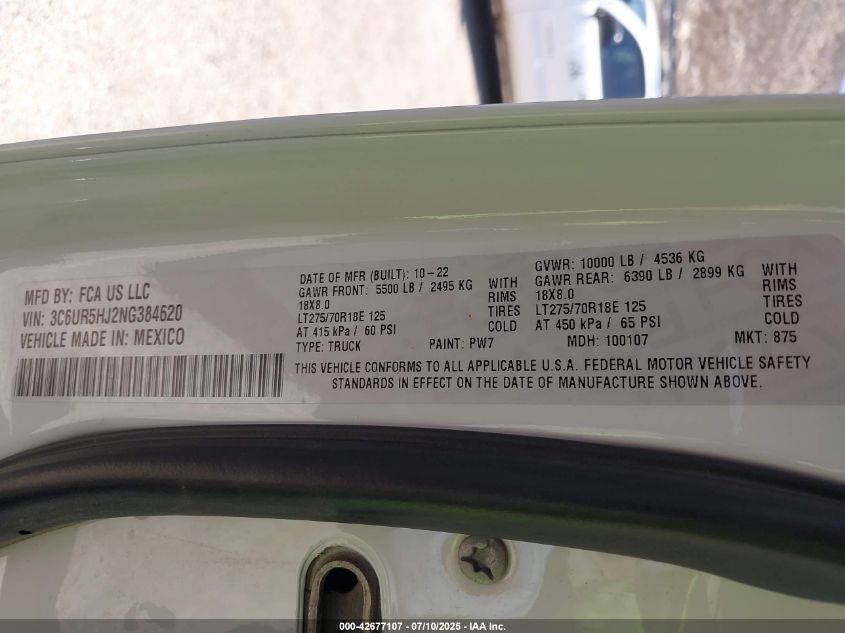 MFD BY: FCA US LLC
VIN: 3C6UR5HJ2NG384620
VEHICLE MADE IN: MEXICO
DATE OF MFR (BUILT): 10-22
GAWR FRONT: 5500 LB / 2495 KG WITH
18X8.0 RIMS
LT275/70R18E 125 TIRES
AT 415 kPa / 60 PSI COLD
TYPE: TRUCK PAINT: PW7
GVWR: 10000 LB / 4536 KG
GAWR REAR: 6390 LB / 2899 KG WITH
18X8.0 RIMS
LT275/70R18E 125 TIRES
AT 450 kPa / 65 PSI COLD
MDH: 100107 MKT: 875
THIS VEHICLE CONFORMS TO ALL APPLICABLE U.S.A. FEDERAL MOTOR VEHICLE SAFETY
STANDARDS IN EFFECT ON THE DATE OF MANUFACTURE SHOWN ABOVE.
000-42677107 - 07/10/2025 - IAA Inc.